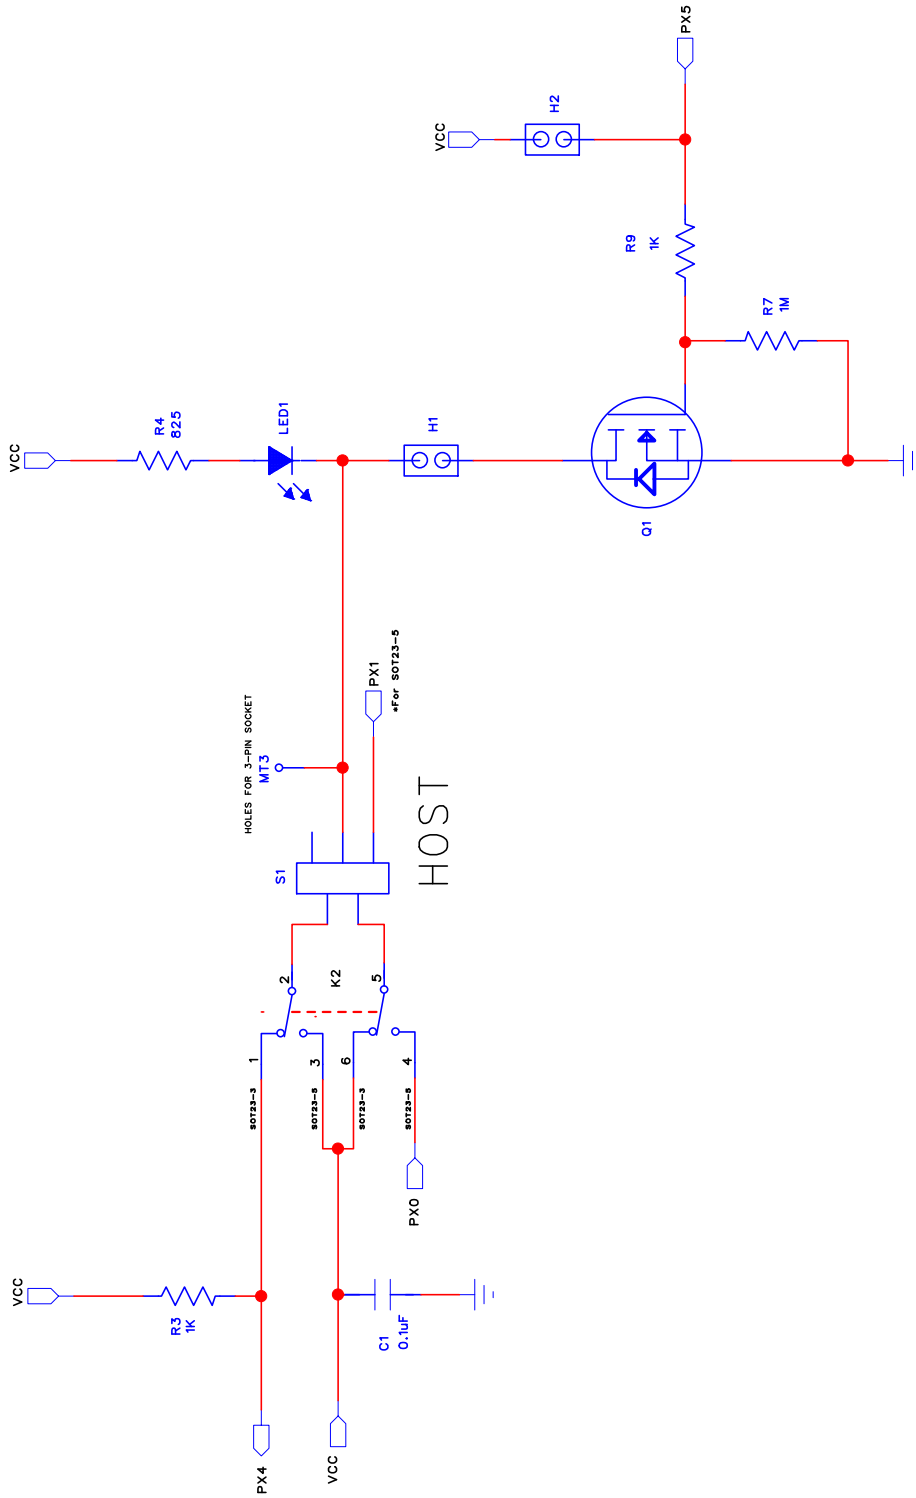 PX5
H2
VCC
R9
1K
R7
1M
LED1
H1
R4
825
VCC
Q1
PX1
*For SOT23-5
HOLES FOR 3-PIN SOCKET
MT3
HOST
S1
K2
2
5
1
3
6
4
SOT23-3
SOT23-5
SOT23-3
SOT23-5
PX0
VCC
R3
1K
C1
0.1uF
PX4
VCC